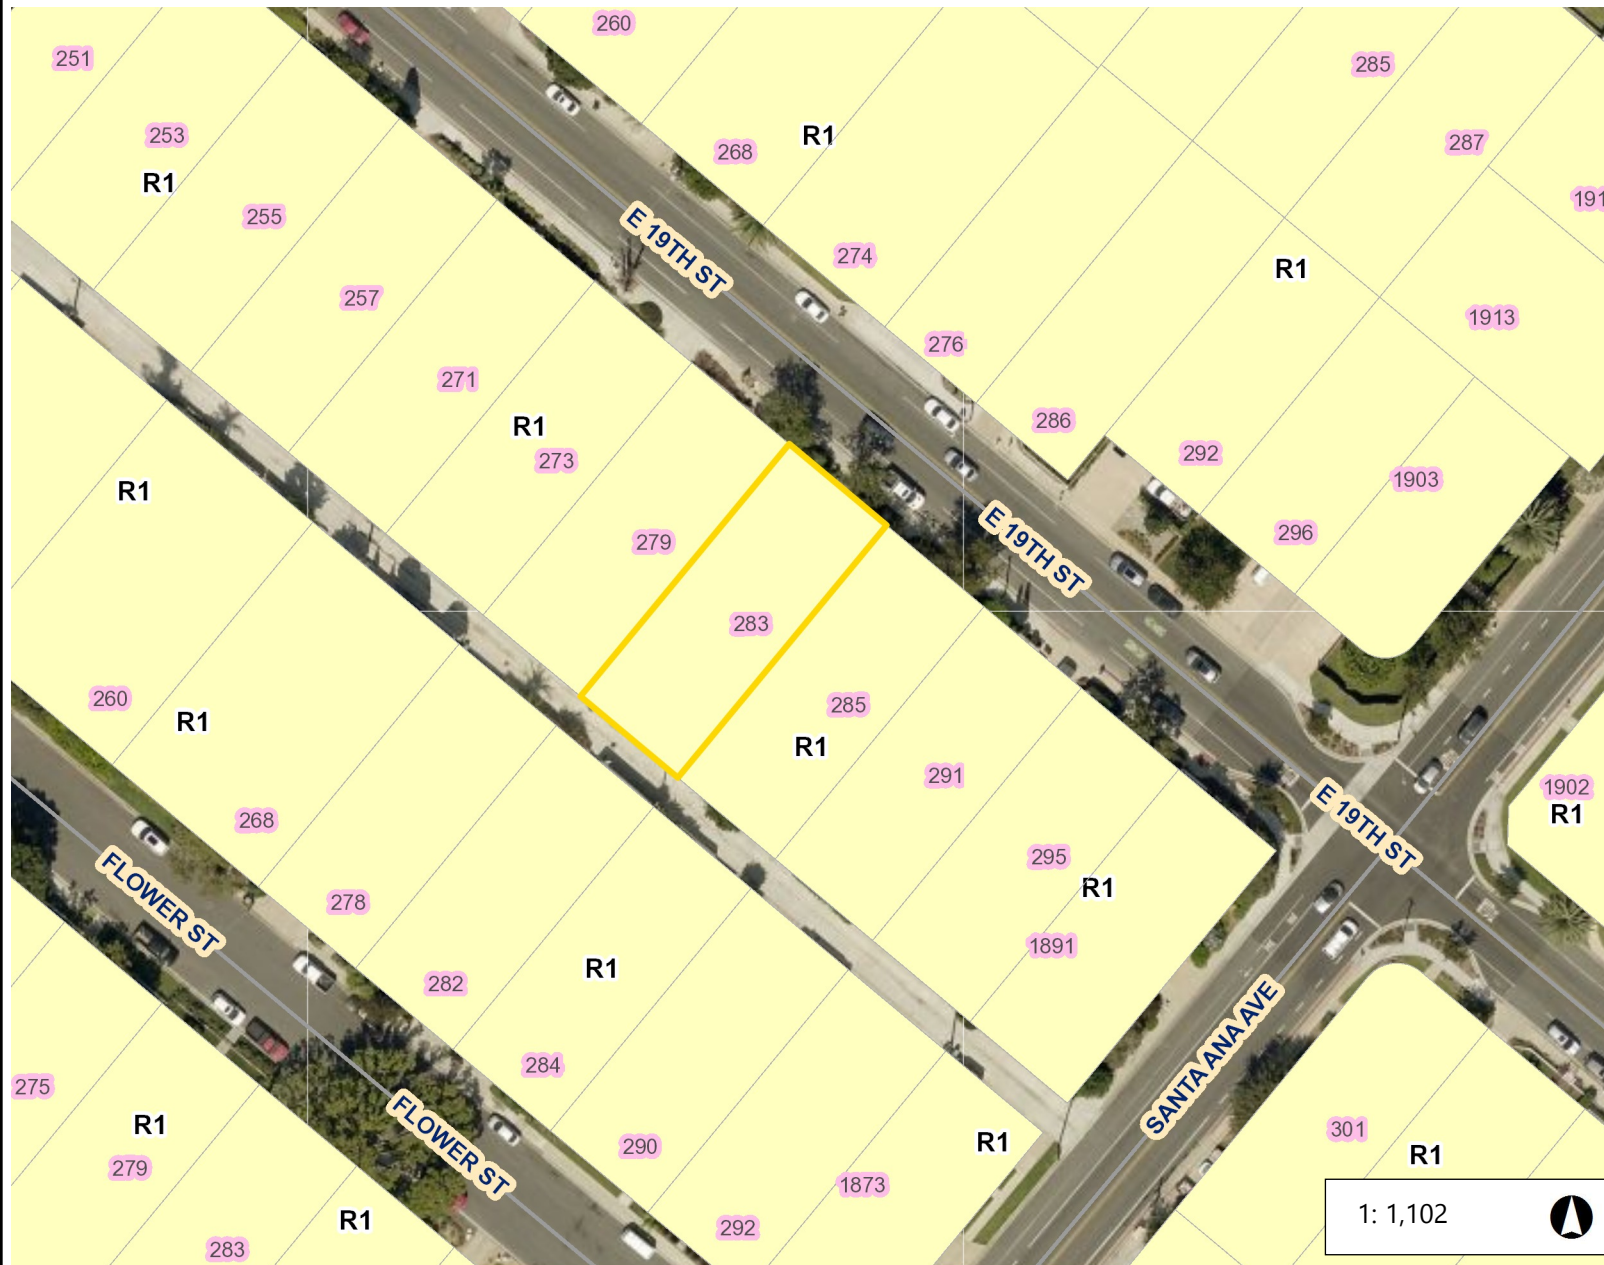 260
251
285
253
R1
287
268
R1
191
255
E 19TH ST
274
R1
257
1913
276
271
286
R1
292
273
1903
R1
E 19TH ST
296
279
283
260
285
R1
R1
291
1902
R1
E 19TH ST
268
295
FLOWER ST
R1
278
1891
R1
282
SANTA ANA AVE
284
275
R1
FLOWER ST
301
290
R1
R1
279
1873
1: 1,102
R1
292
283